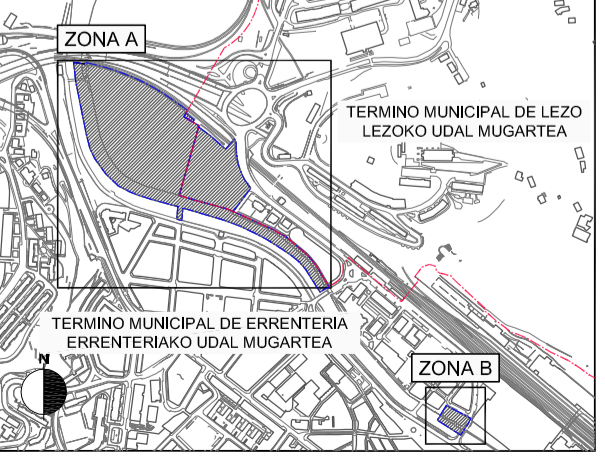 ZONA A
TERMINO MUNICIPAL DE LEZO
LEZOKO UDAL MUGARTEA
TERMINO MUNICIPAL DE ERRENTERIA
ERRENTERIAKO UDAL MUGARTEA
N
ZONA B